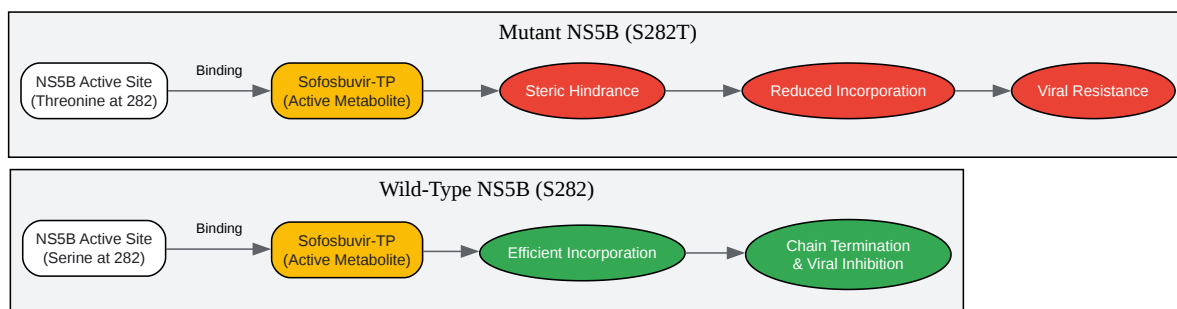 Mutant NS5B (S282T)
NS5B Active Site
(Threonine at 282)
Binding
Sofosbuvir-TP
(Active Metabolite)
Steric Hindrance
Reduced Incorporation
Viral Resistance
Wild-Type NS5B (S282)
NS5B Active Site
(Serine at 282)
Binding
Sofosbuvir-TP
(Active Metabolite)
Efficient Incorporation
Chain Termination
& Viral Inhibition